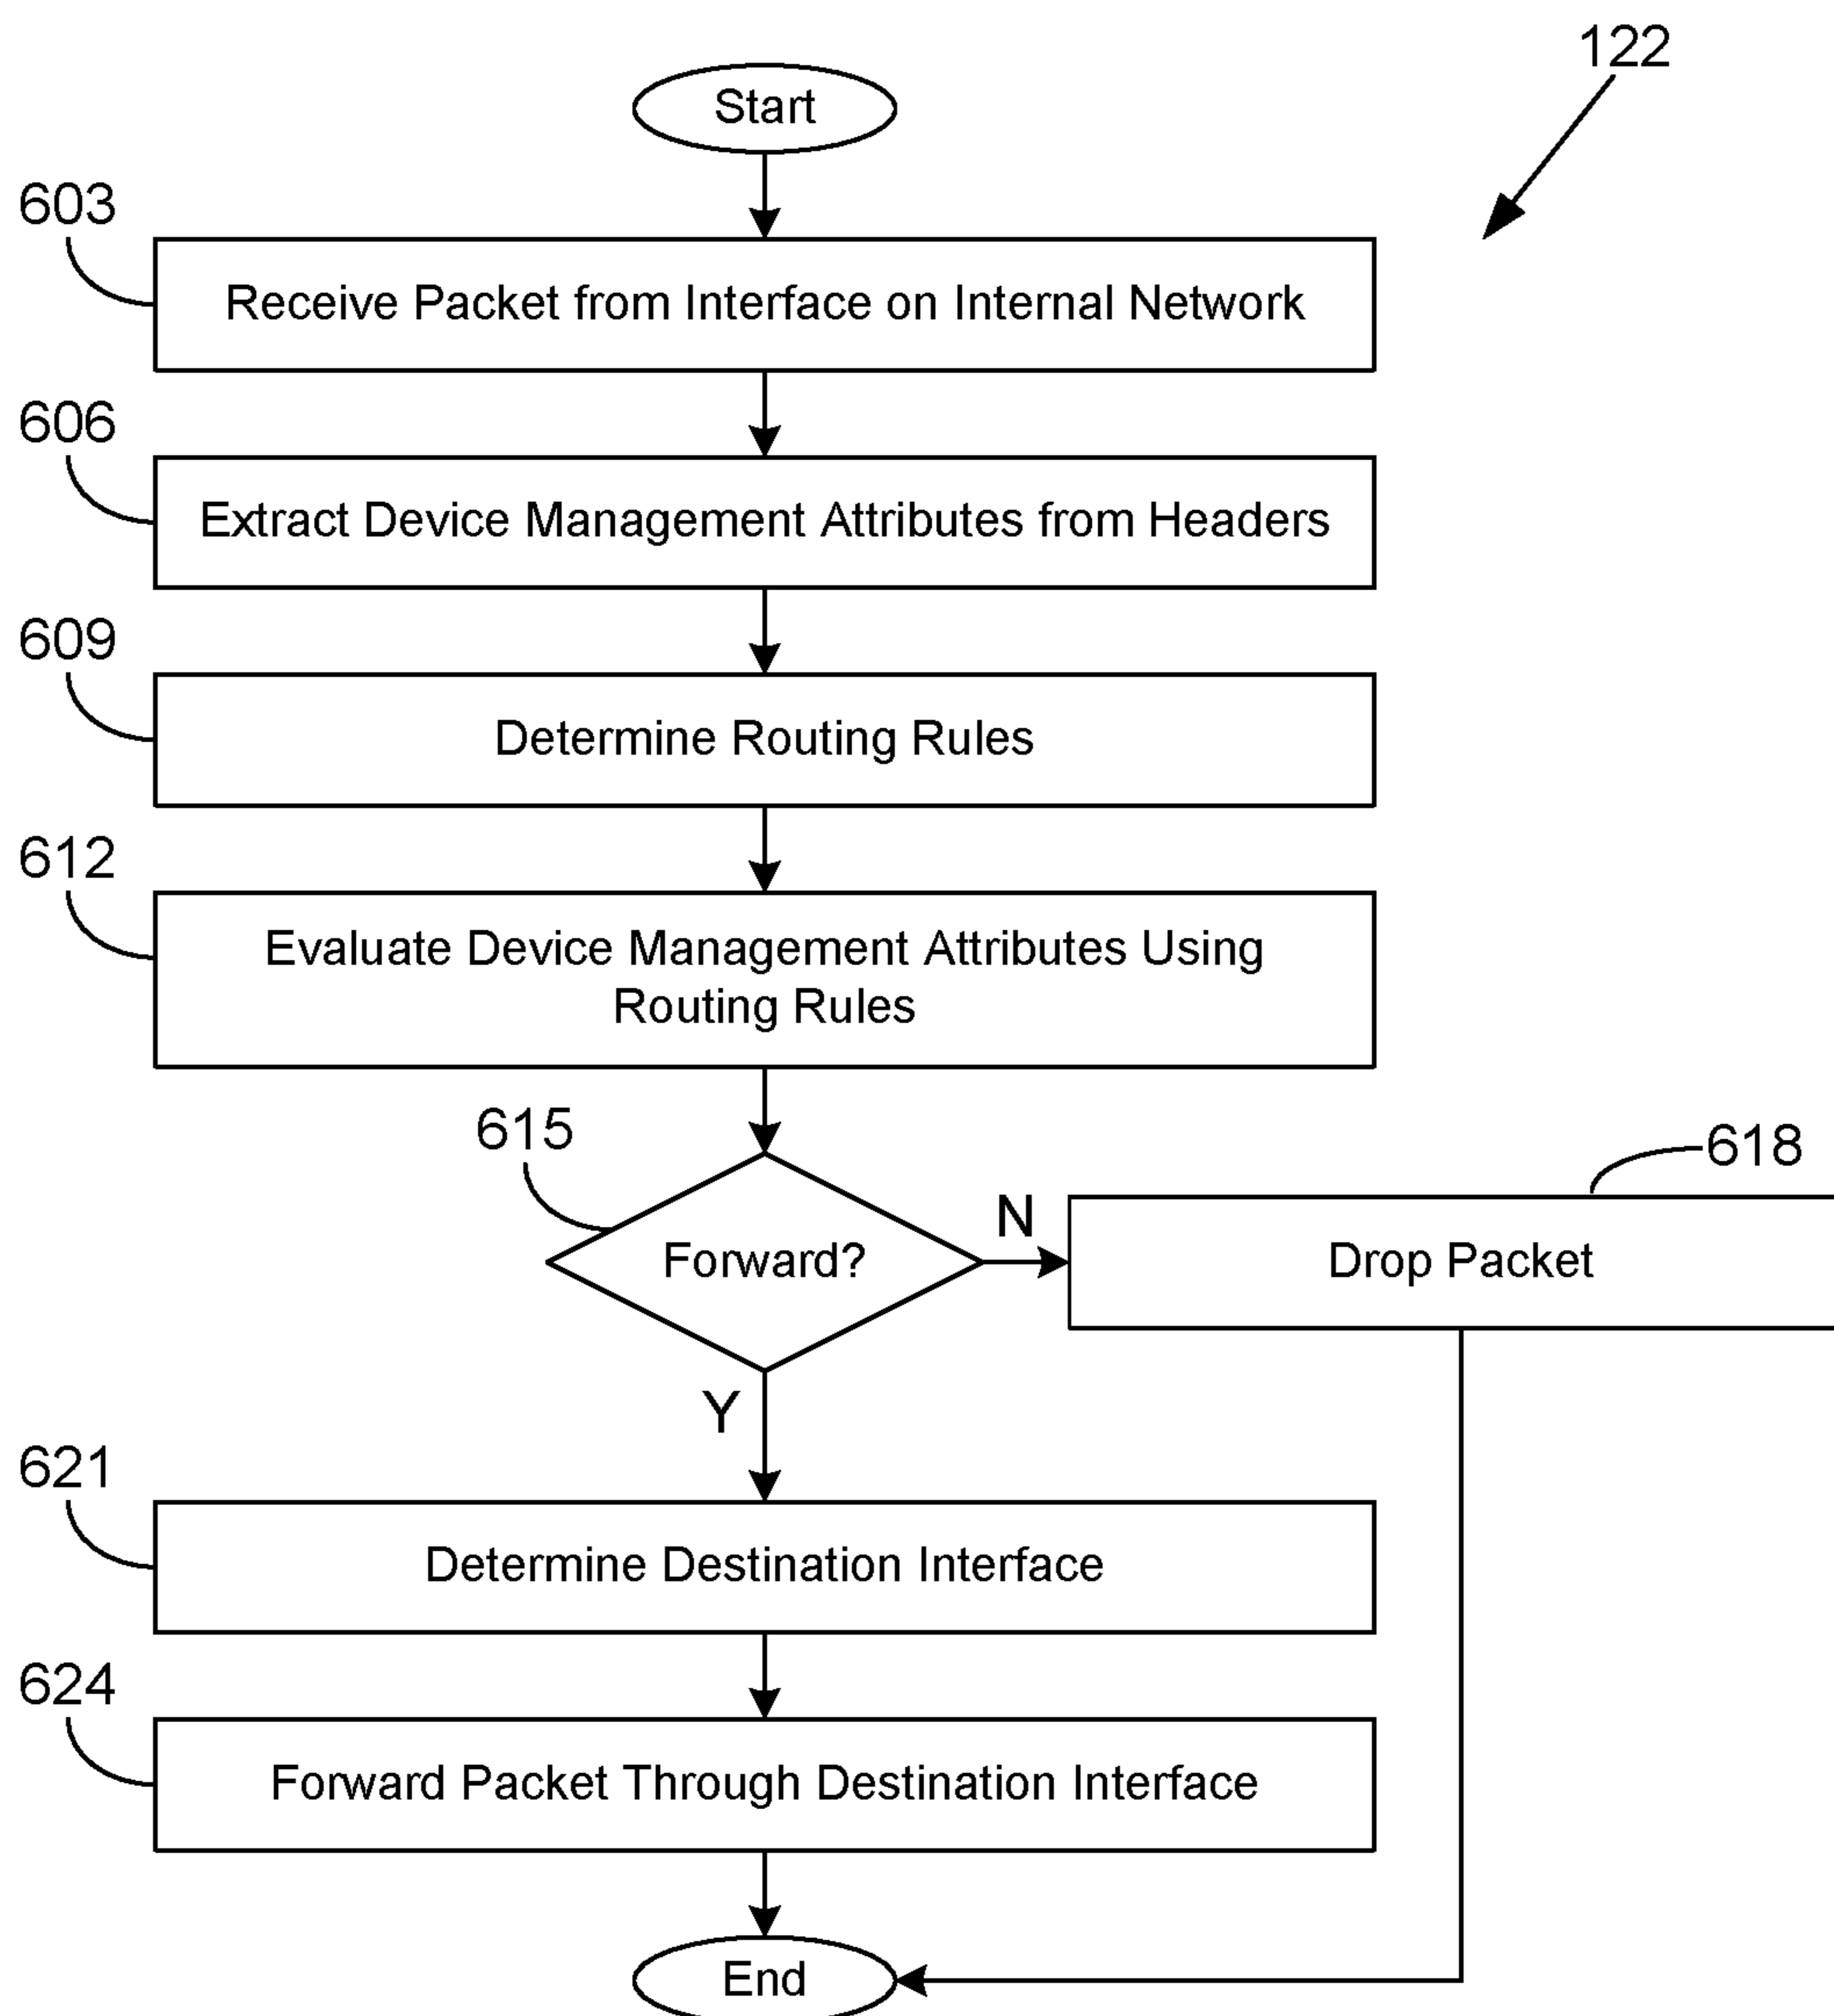 122
Start
603
Receive Packet from Interface on Internal Network
606
Extract Device Management Attributes from Headers
609
Determine Routing Rules
612
Evaluate Device Management Attributes Using
Routing Rules
615
Forward?
N
618
Drop Packet
Y
621
Determine Destination Interface
624
Forward Packet Through Destination Interface
End